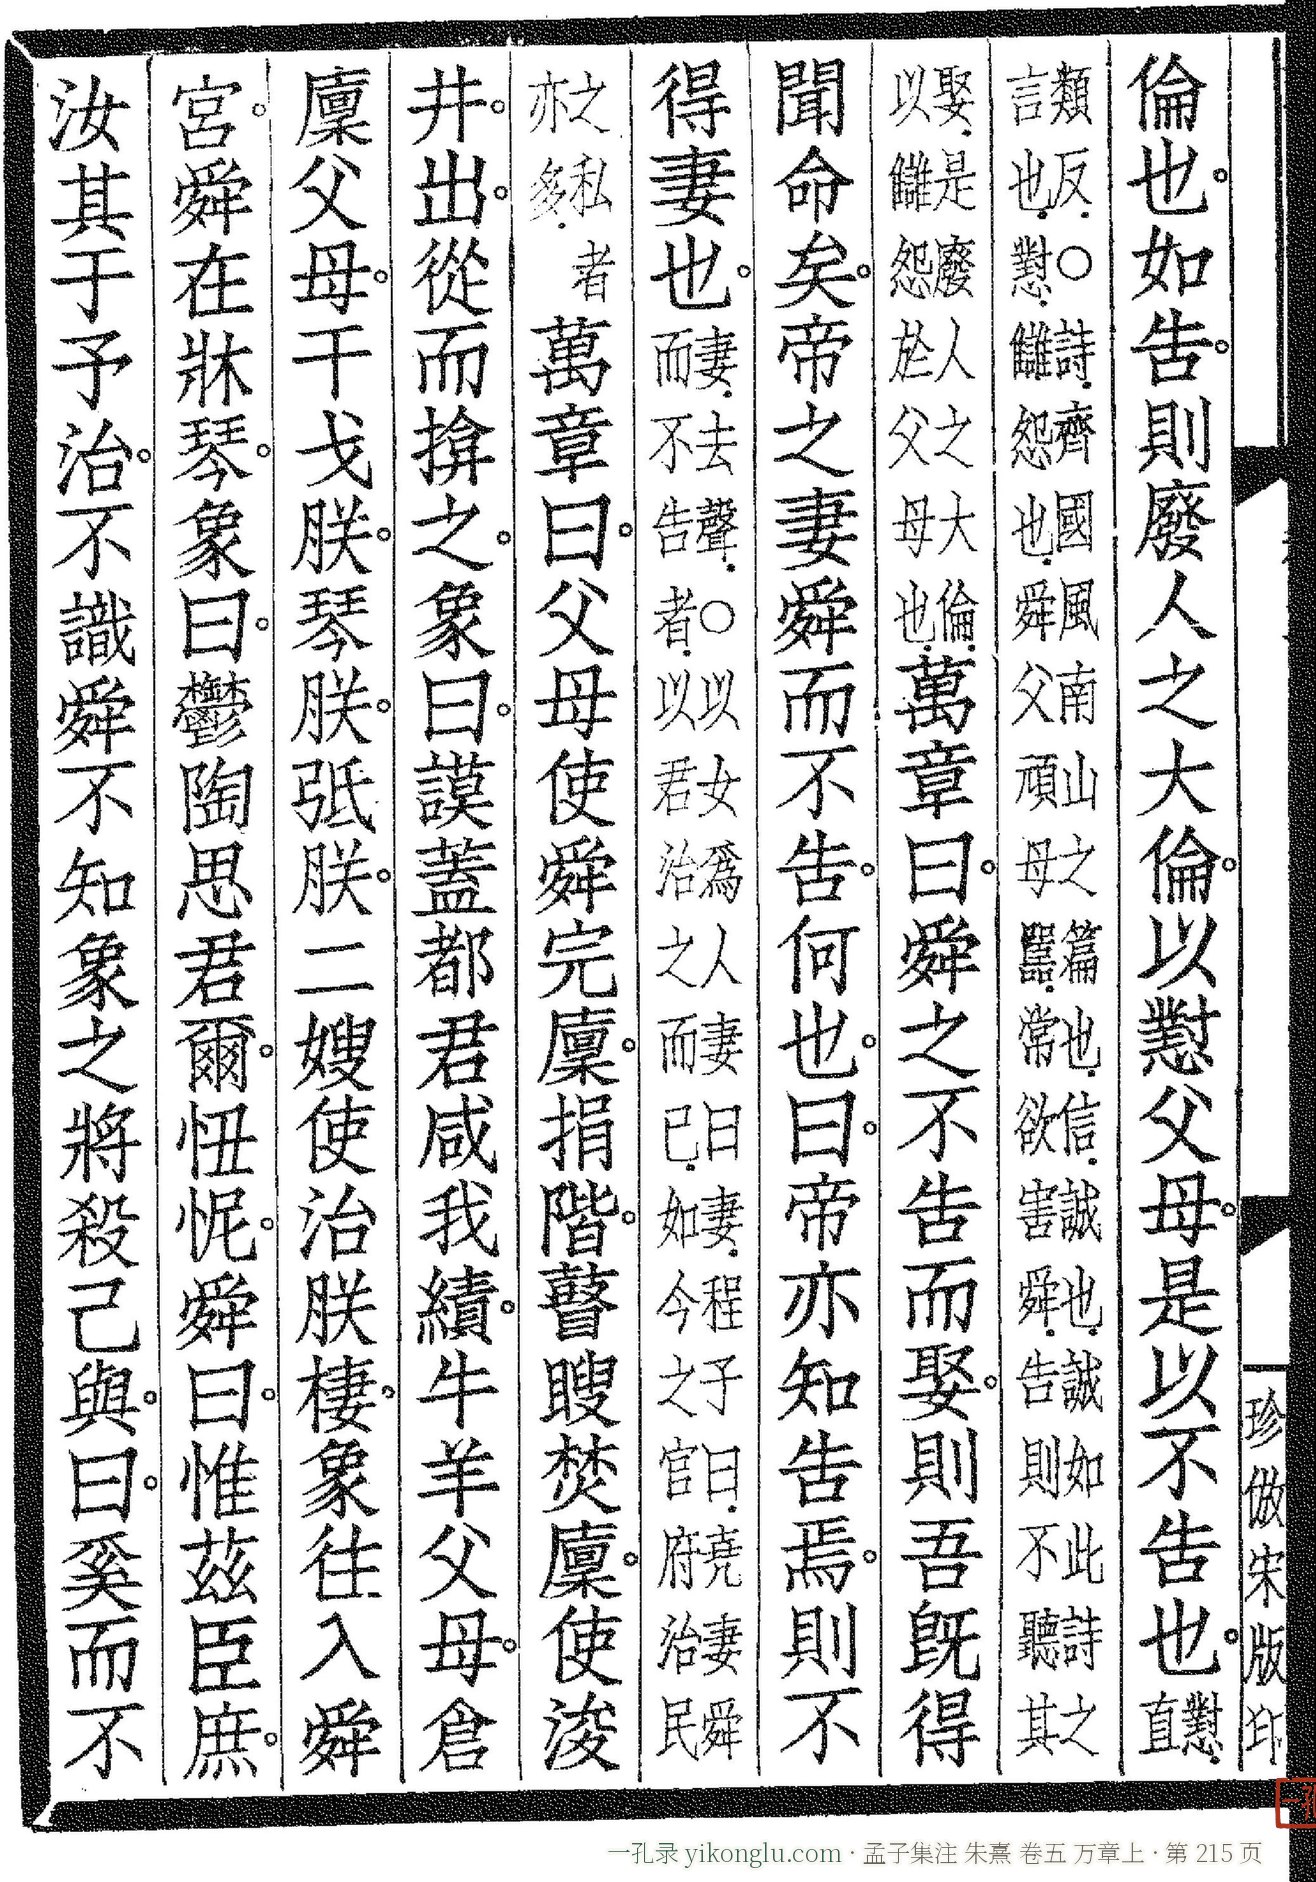 珍倣宋版印
倫也。如告。則廢人之大倫。以懟父母。是以不告也。懟.直
類反.○詩.齊國風南山之篇也.信.誠也.誠如此詩之
言也.懟.讎怨也.舜父頑母嚚.常欲害舜.告則不聽其
娶.是廢人之大倫.
以讎怨於父母也.萬章曰。舜之不告而娶。則吾既得
聞命矣。帝之妻舜而不告。何也。曰。帝亦知告焉。則不
得妻也。妻.去聲.○以女爲人妻曰妻.程子曰.堯妻舜
而不告者.以君治之而已.如今之官府治民
之私者
亦多.萬章曰。父母使舜完廩。捐階。瞽瞍焚廩。使浚
井。出。從而揜之。象曰。謨蓋都君咸我績。牛羊父母。倉
廩父母。干戈朕。琴朕。弤朕。二嫂使治朕棲。象往入舜
宮。舜在牀琴。象曰。鬱陶思君爾。忸怩。舜曰。惟茲臣庶。
汝其于予治。不識舜不知象之將殺己與。曰。奚而不
一孔录 yikonglu.com · 孟子集注 朱熹 卷五 万章上 · 第 215 页